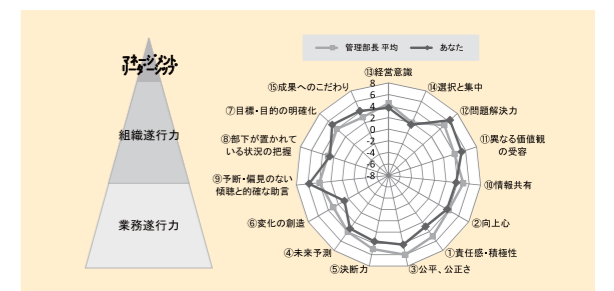 管理部長 平均
あなた
マネージメント
リーダーシップ
組織遂行力
業務遂行力
8
6
4
2
0
-2
-4
-6
-8
⑬経営意識
⑭選択と集中
⑫問題解決力
⑪異なる価値観
の受容
⑩情報共有
②向上心
①責任感・積極性
③公平、公正さ
⑤決断力
④未来予測
⑥変化の創造
⑨予断・偏見のない
傾聴と的確な助言
⑧部下が置かれて
いる状況の把握
⑦目標・目的の明確化
⑮成果へのこだわり